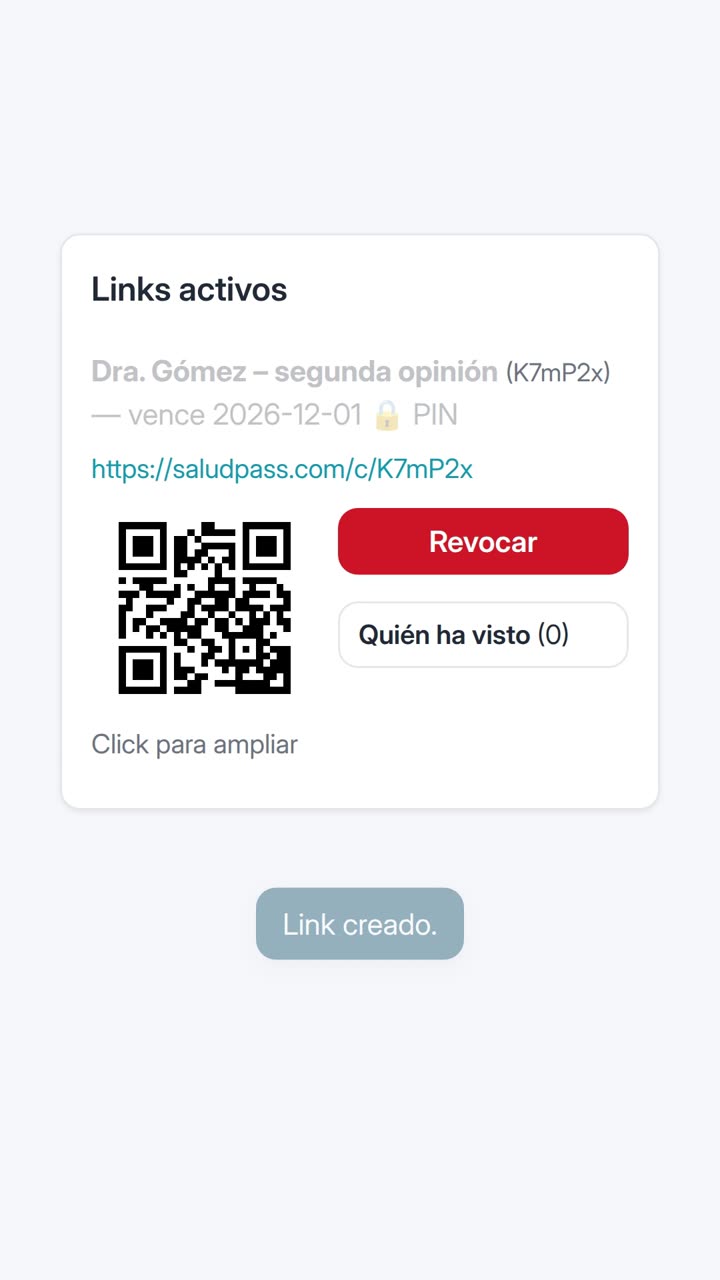 Links activos
Dra. Gómez – segunda opinión (K7mP2x)
— vence 2026-12-01 🔒 PIN
https://saludpass.com/c/K7mP2x
Revocar
Quién ha visto (0)
Click para ampliar
Link creado.